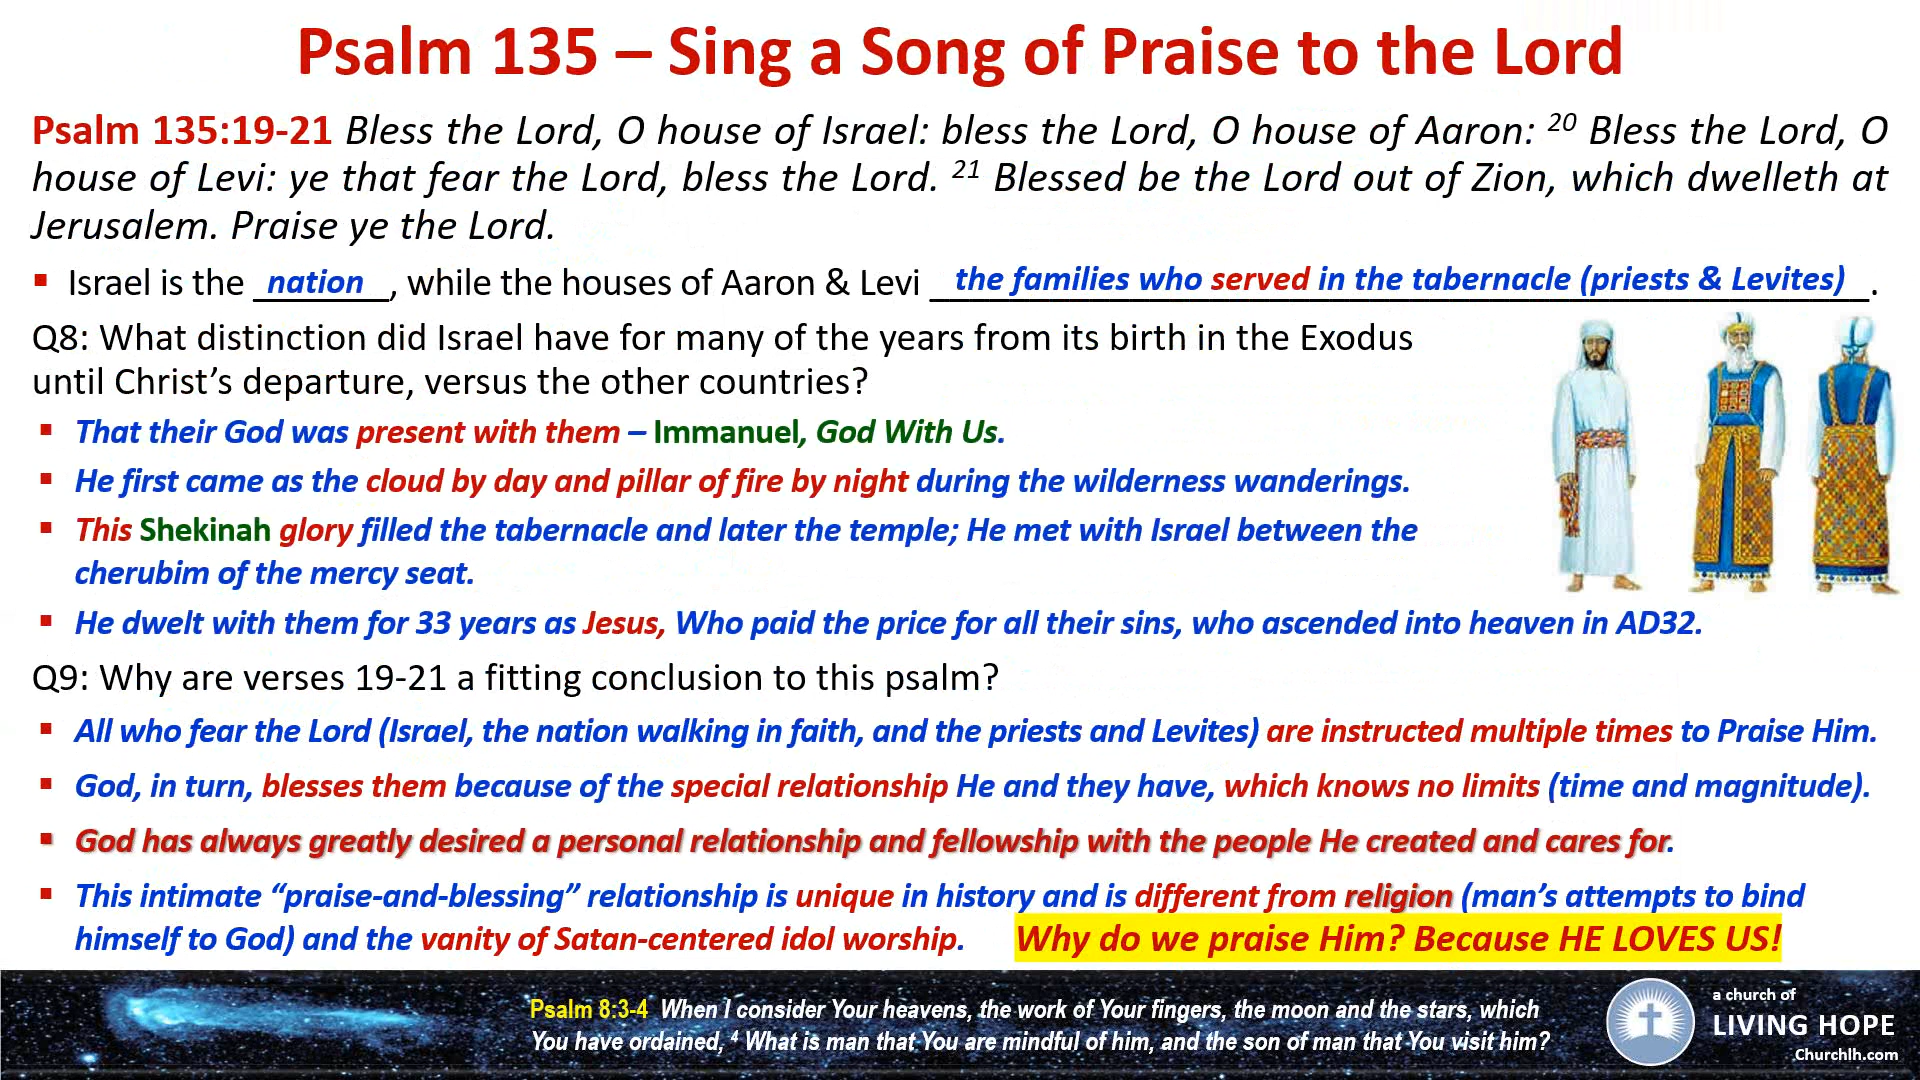 Psalm 135 – Sing a Song of Praise to the Lord
Psalm 135:19-21 Bless the Lord, O house of Israel: bless the Lord, O house of Aaron: 20 Bless the Lord, O
house of Levi: ye that fear the Lord, bless the Lord. 21 Blessed be the Lord out of Zion, which dwelleth at
Jerusalem. Praise ye the Lord.
▪ Israel is the nation, while the houses of Aaron & Levi the families who served in the tabernacle (priests & Levites).
Q8: What distinction did Israel have for many of the years from its birth in the Exodus
until Christ’s departure, versus the other countries?
▪ That their God was present with them – Immanuel, God With Us.
▪ He first came as the cloud by day and pillar of fire by night during the wilderness wanderings.
▪ This Shekinah glory filled the tabernacle and later the temple; He met with Israel between the
cherubim of the mercy seat.
▪ He dwelt with them for 33 years as Jesus, Who paid the price for all their sins, who ascended into heaven in AD32.
Q9: Why are verses 19-21 a fitting conclusion to this psalm?
▪ All who fear the Lord (Israel, the nation walking in faith, and the priests and Levites) are instructed multiple times to Praise Him.
▪ God, in turn, blesses them because of the special relationship He and they have, which knows no limits (time and magnitude).
▪ God has always greatly desired a personal relationship and fellowship with the people He created and cares for.
▪ This intimate “praise-and-blessing” relationship is unique in history and is different from religion (man’s attempts to bind
himself to God) and the vanity of Satan-centered idol worship. Why do we praise Him? Because HE LOVES US!
Psalm 8:3-4 When I consider Your heavens, the work of Your fingers, the moon and the stars, which
You have ordained, 4 What is man that You are mindful of him, and the son of man that You visit him?
a church of
LIVING HOPE
Churchlh.com